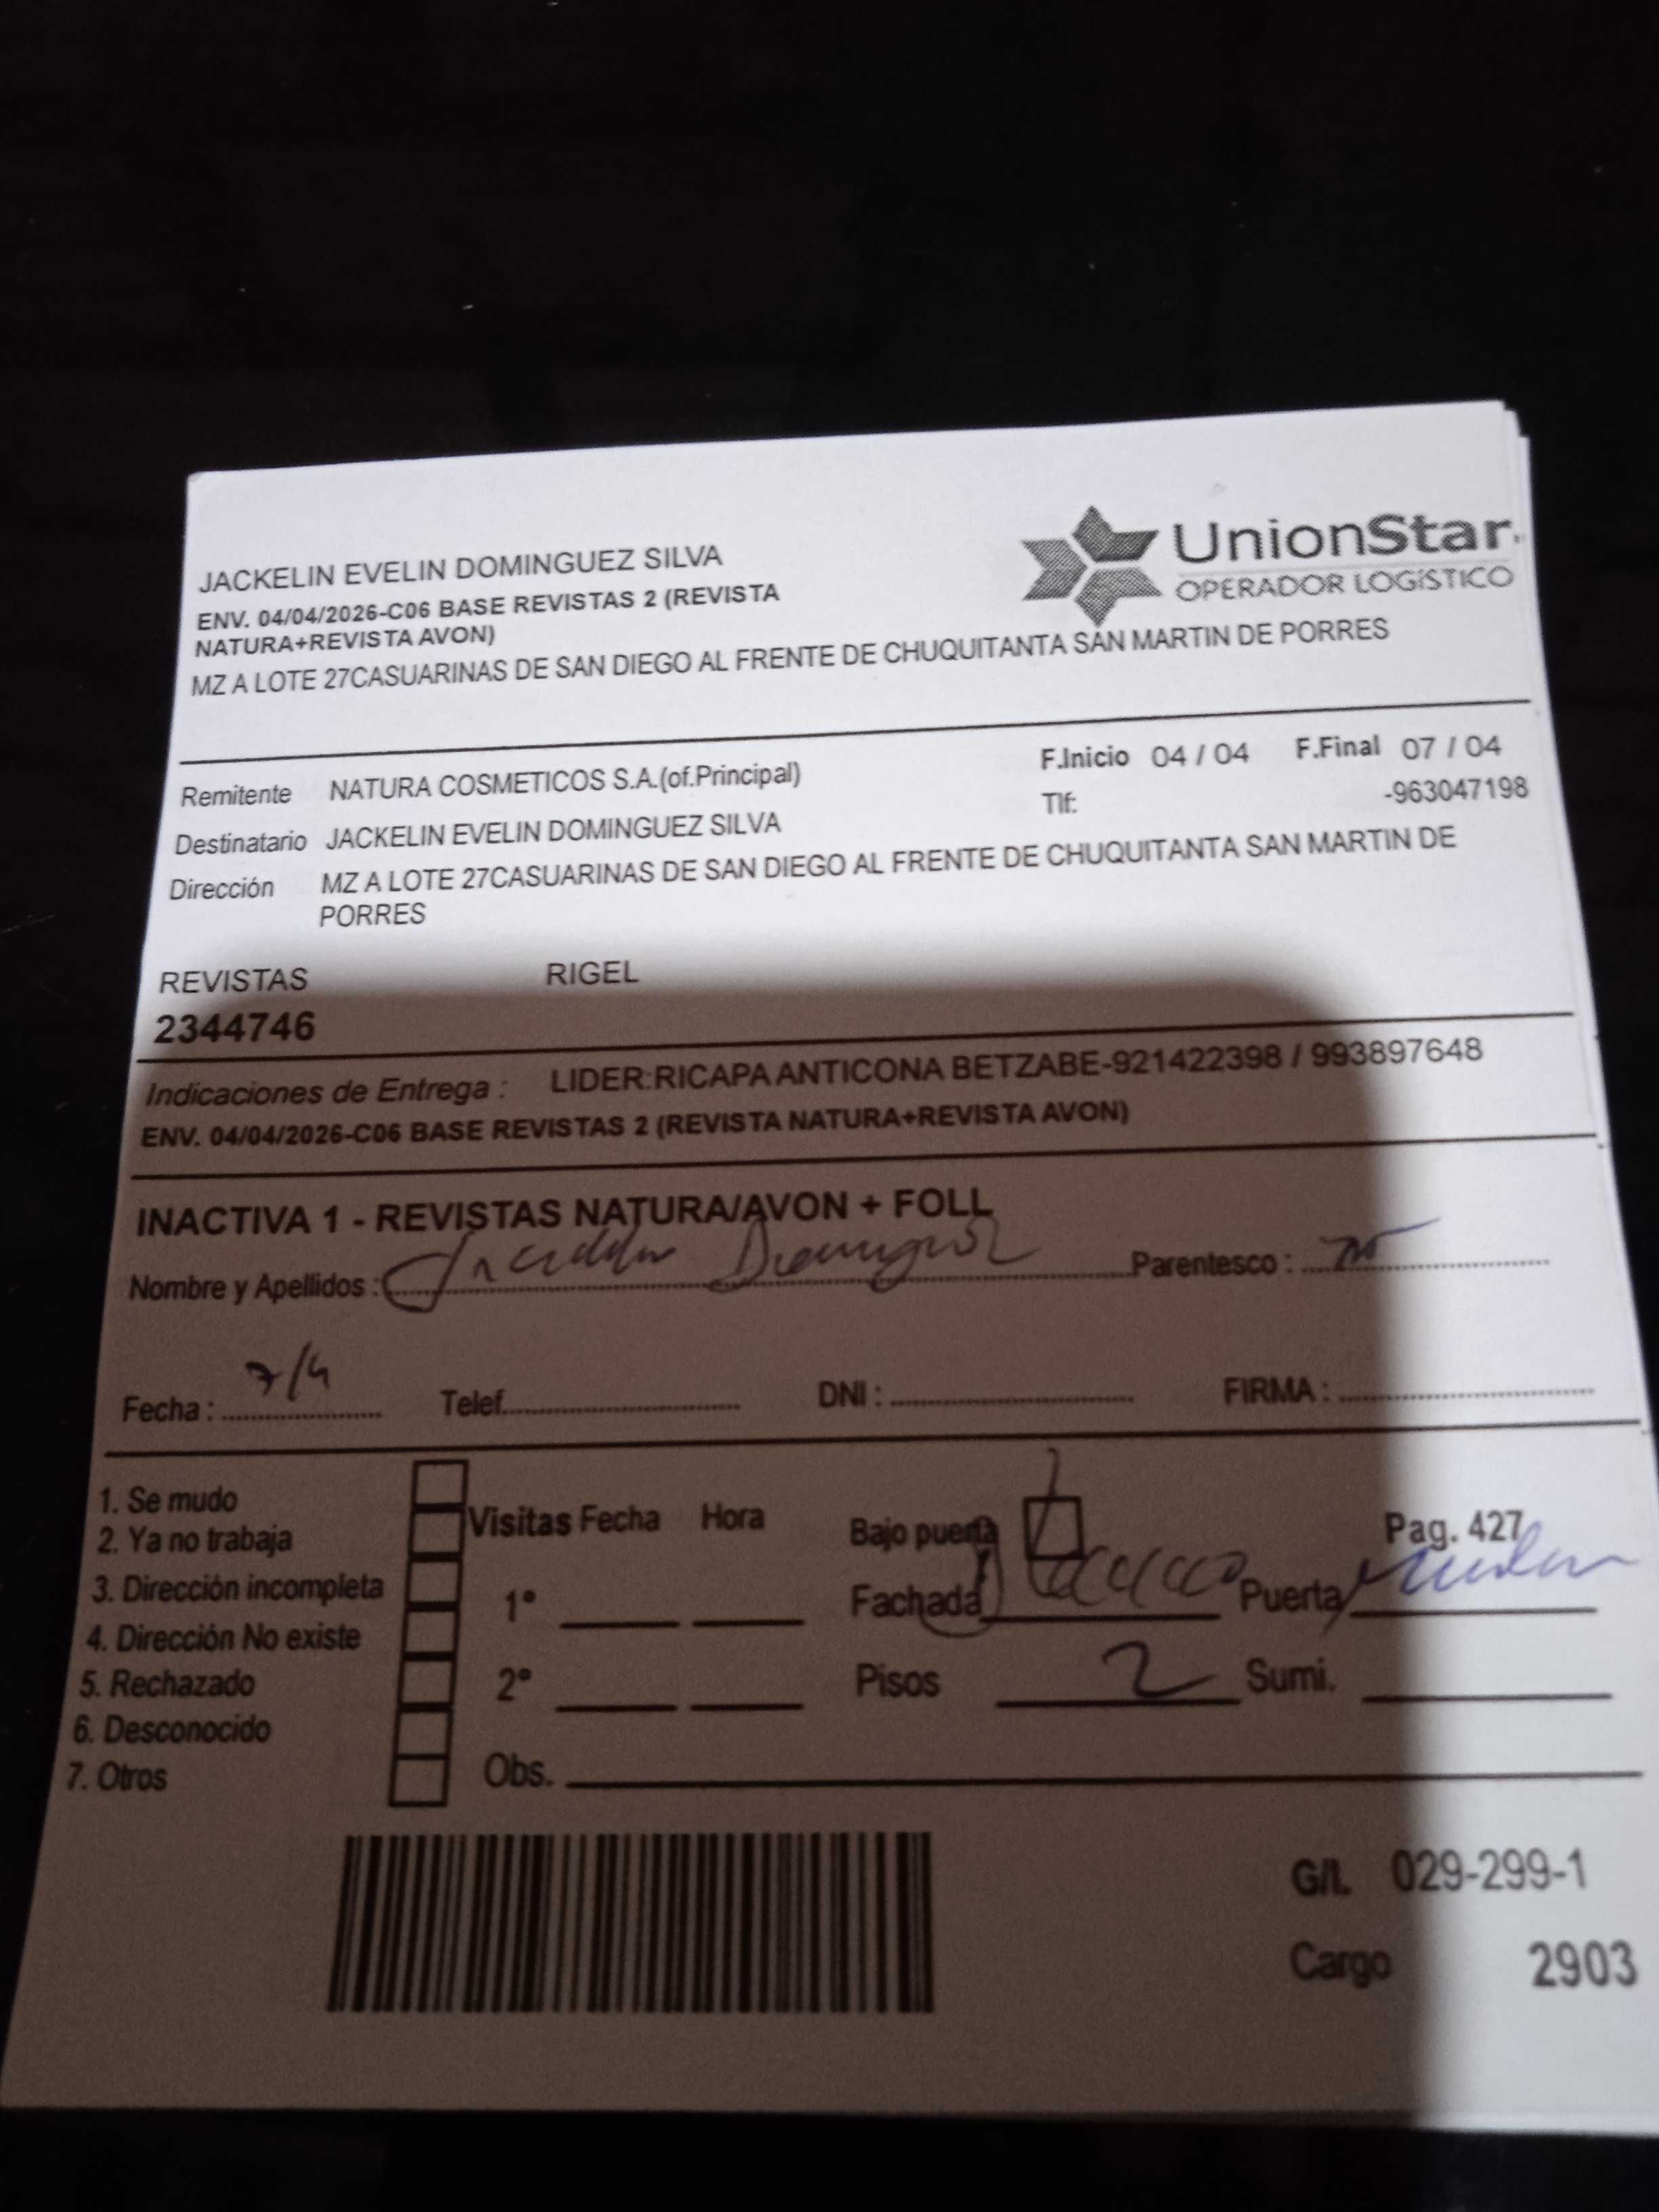 JACKELIN EVELIN DOMINGUEZ SILVA
ENV. 04/04/2026-C06 BASE REVISTAS 2 (REVISTA
NATURA+REVISTA AVON)
MZ A LOTE 27CASUARINAS DE SAN DIEGO AL FRENTE DE CHUQUITANTA SAN MARTIN DE PORRES
UnionStar
OPERADOR LOGÍSTICO
Remitente NATURA COSMETICOS S.A.(of.Principal)
F.Inicio 04 / 04 F.Final 07 / 04
Tlf: -963047198
Destinatario JACKELIN EVELIN DOMINGUEZ SILVA
Dirección MZ A LOTE 27CASUARINAS DE SAN DIEGO AL FRENTE DE CHUQUITANTA SAN MARTIN DE
PORRES
REVISTAS RIGEL
2344746
Indicaciones de Entrega : LIDER:RICAPA ANTICONA BETZABE-921422398 / 993897648
ENV. 04/04/2026-C06 BASE REVISTAS 2 (REVISTA NATURA+REVISTA AVON)
INACTIVA 1 - REVISTAS NATURA/AVON + FOLL
Nombre y Apellidos : Parentesco :
Fecha : 7/4 Telef. DNI : FIRMA :
1. Se mudo
2. Ya no trabaja
3. Dirección incompleta
4. Dirección No existe
5. Rechazado
6. Desconocido
7. Otros
Visitas Fecha Hora
1°
2°
Obs.
Bajo puerta Pag. 427
Fachada Puerta
Pisos 2 Sumi.
G/L 029-299-1
Cargo 2903